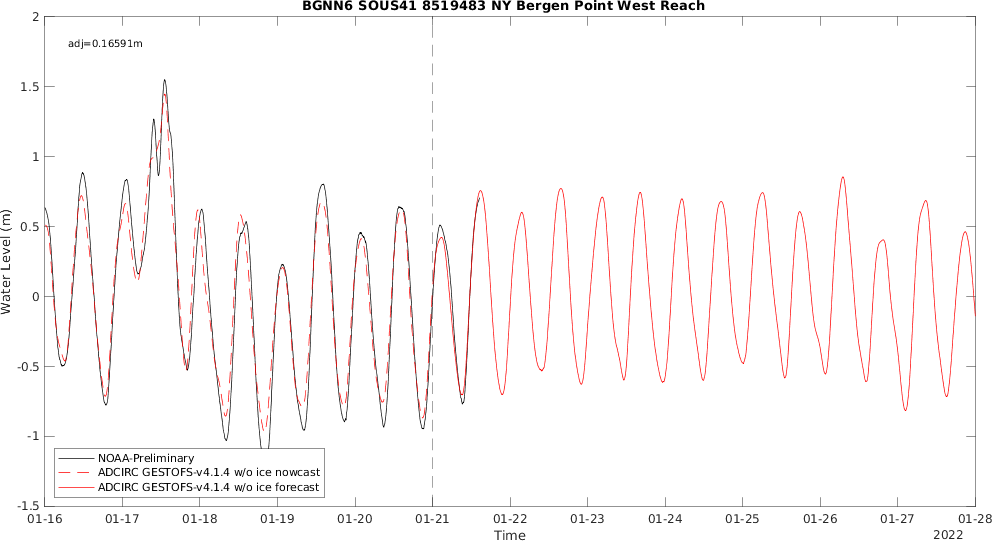 BGNN6 SOUS41 8519483 NY Bergen Point West Reach
adj=0.16591m
Water Level (m)
2
1.5
1
0.5
0
-0.5
-1
-1.5
NOAA-Preliminary
ADCIRC GESTOFS-v4.1.4 w/o ice nowcast
ADCIRC GESTOFS-v4.1.4 w/o ice forecast
01-16 01-17 01-18 01-19 01-20 01-21 01-22 01-23 01-24 01-25 01-26 01-27 01-28
Time
2022